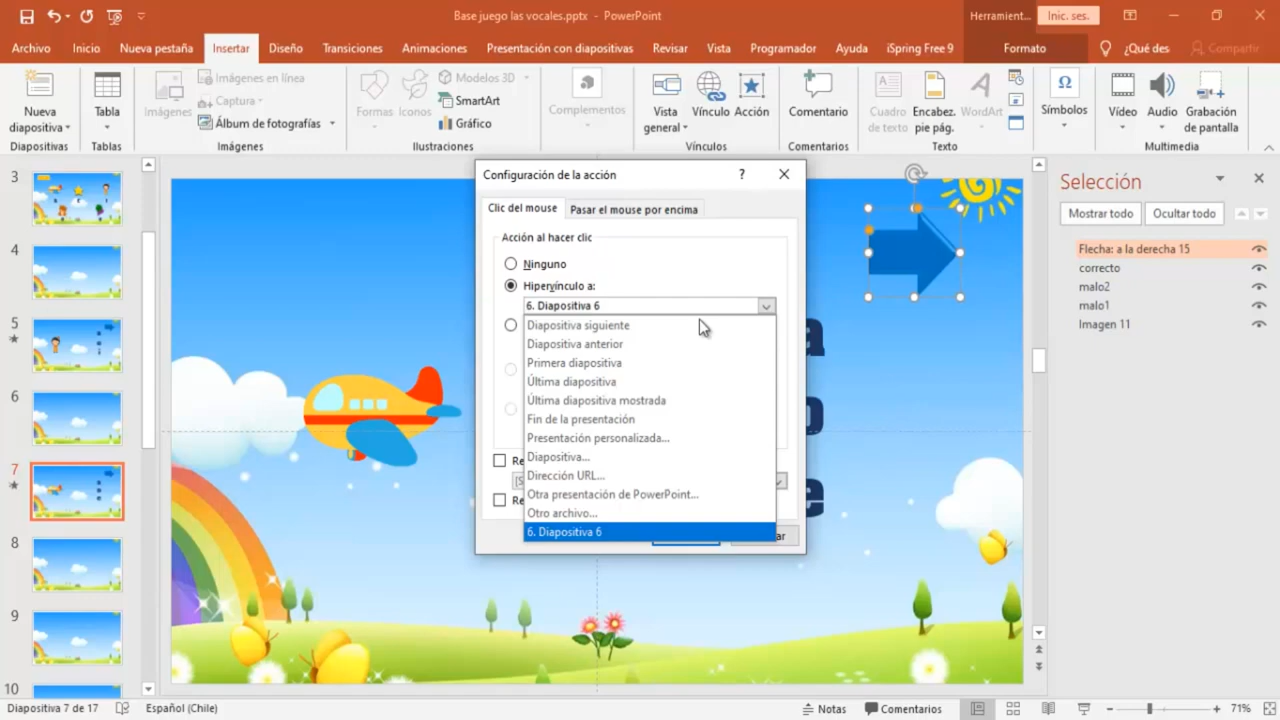 Base juego las vocales.pptx - PowerPoint
Herramient...
Inic. ses.
Archivo
Inicio
Nueva pestaña
Insertar
Diseño
Transiciones
Animaciones
Presentación con diapositivas
Revisar
Vista
Programador
Ayuda
iSpring Free 9
Formato
¿Qué des
Compartir
Nueva
diapositiva
Diapositivas
Tabla
Tablas
Imágenes
Imágenes en línea
Captura
Álbum de fotografías
Imágenes
Formas
Iconos
Modelos 3D
SmartArt
Gráfico
Ilustraciones
Complementos
Vista
general
Vínculo
Acción
Vínculos
Comentario
Comentarios
Cuadro
de texto
Encabez.
pie pág.
WordArt
Texto
Símbolos
Video
Audio
Grabación
de pantalla
Multimedia
3
4
5
6
7
8
9
10
Configuración de la acción
?
Clic del mouse
Pasar el mouse por encima
Acción al hacer clic
Ninguno
Hipervínculo a:
6. Diapositiva 6
Diapositiva siguiente
Diapositiva anterior
Primera diapositiva
Última diapositiva
Última diapositiva mostrada
Fin de la presentación
Presentación personalizada...
Diapositiva...
Dirección URL...
Otra presentación de PowerPoint...
Otro archivo...
6. Diapositiva 6
Re
[S
Re
ar
a
o
e
Selección
Mostrar todo
Ocultar todo
Flecha: a la derecha 15
correcto
malo2
malo1
Imagen 11
Diapositiva 7 de 17
Español (Chile)
Notas
Comentarios
71%